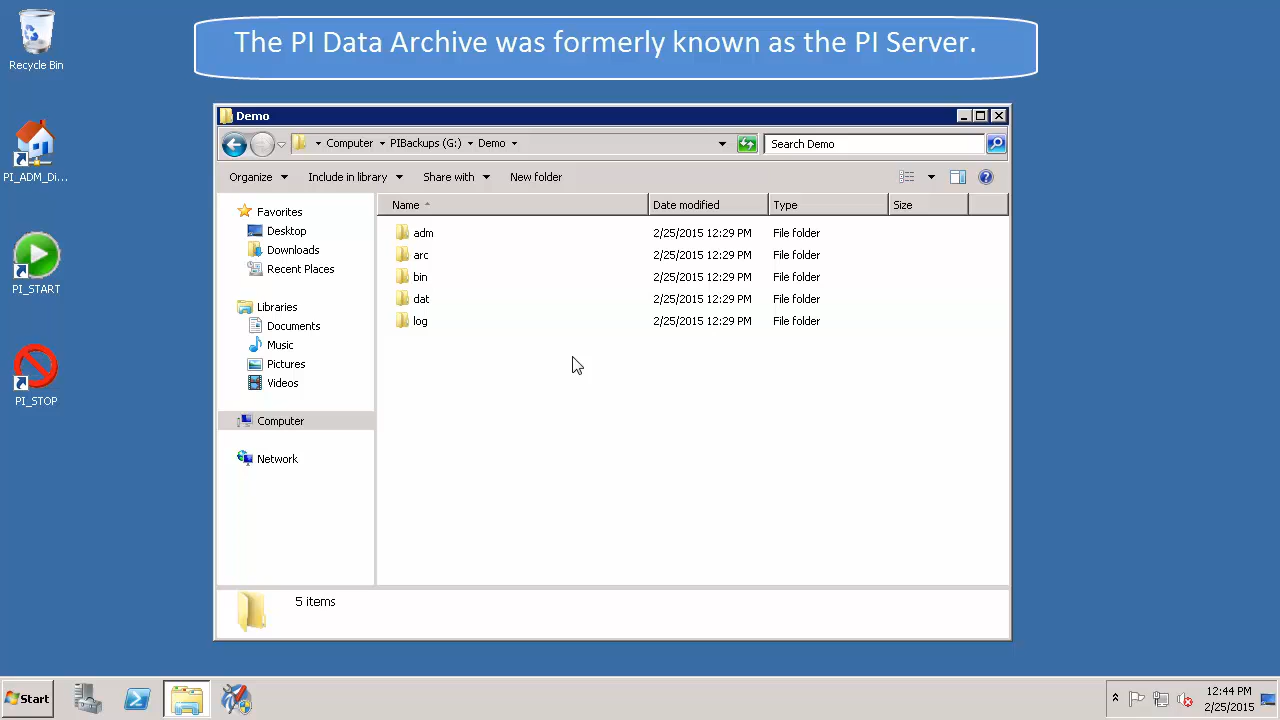 The PI Data Archive was formerly known as the PI Server.
Recycle Bin
PI_ADM_Di...
PI_START
PI_STOP
Demo
Computer PIBackups (G:) Demo
Search Demo
Organize Include in library Share with New folder
Name Date modified Type Size
adm 2/25/2015 12:29 PM File folder
arc 2/25/2015 12:29 PM File folder
bin 2/25/2015 12:29 PM File folder
dat 2/25/2015 12:29 PM File folder
log 2/25/2015 12:29 PM File folder
Favorites
Desktop
Downloads
Recent Places
Libraries
Documents
Music
Pictures
Videos
Computer
Network
5 items
Start
12:44 PM
2/25/2015